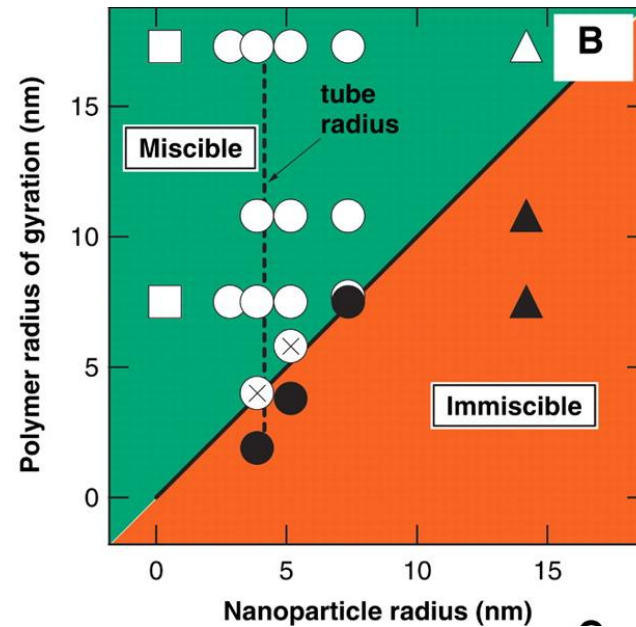 B
tube
radius
Miscible
Immiscible
Polymer radius of gyration (nm)
15
10
5
0
0 5 10 15
Nanoparticle radius (nm)